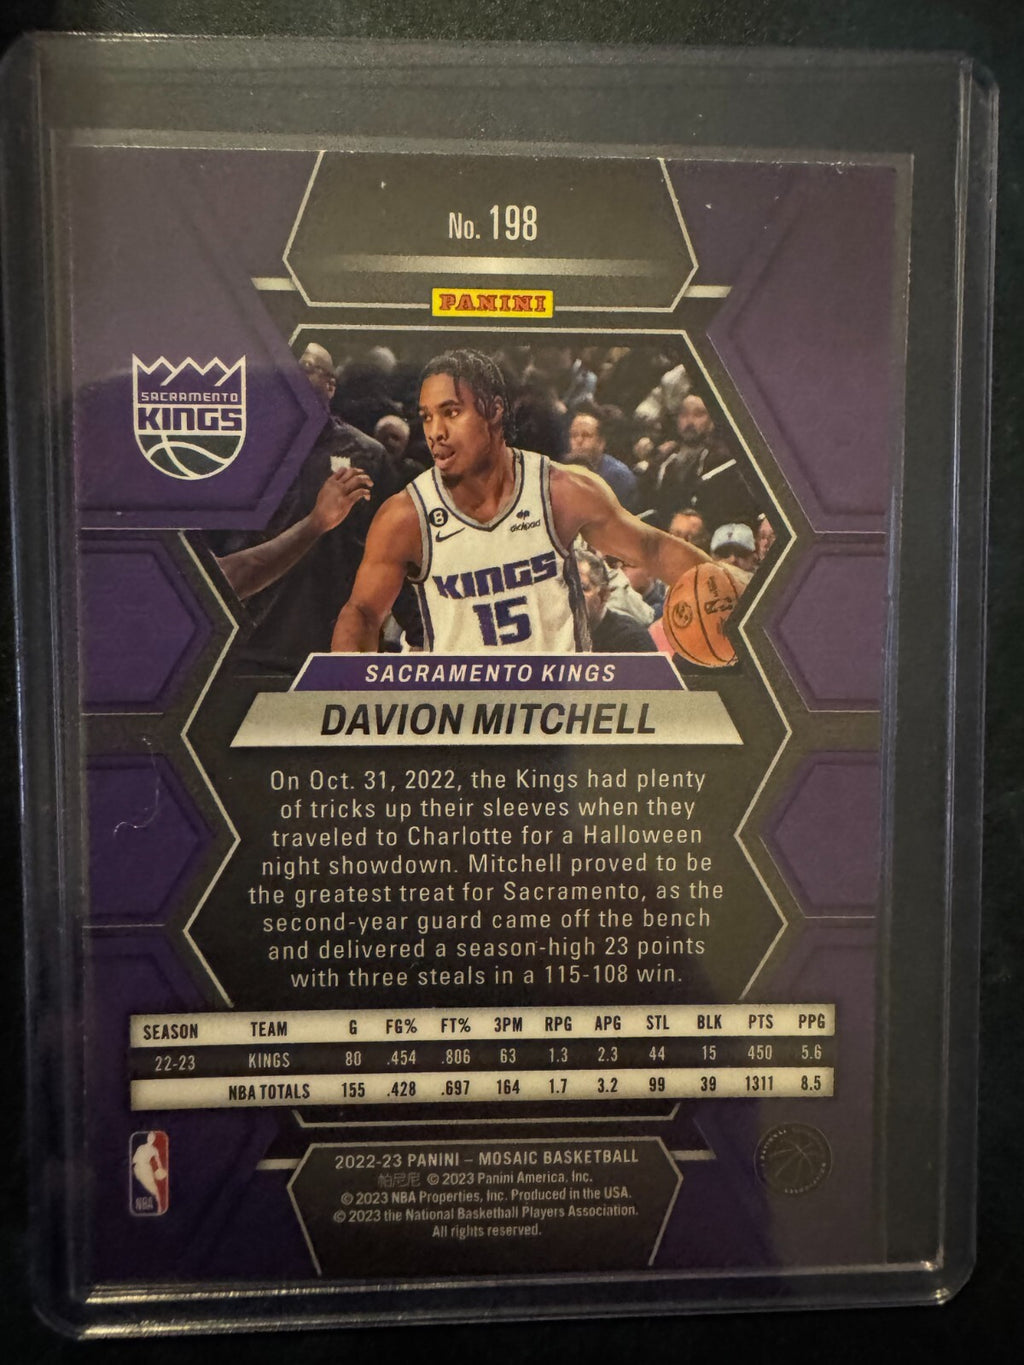 No. 198
PANINI
SACRAMENTO
KINGS
6
clickpad
KINGS
15
SACRAMENTO KINGS
DAVION MITCHELL
On Oct. 31, 2022, the Kings had plenty
of tricks up their sleeves when they
traveled to Charlotte for a Halloween
night showdown. Mitchell proved to be
the greatest treat for Sacramento, as the
second-year guard came off the bench
and delivered a season-high 23 points
with three steals in a 115-108 win.
SEASON TEAM G FG% FT% 3PM RPG APG STL BLK PTS PPG
22-23 KINGS 80 .454 .806 63 1.3 2.3 44 15 450 5.6
NBA TOTALS 155 .428 .697 164 1.7 3.2 99 39 1311 8.5
NBA
2022-23 PANINI – MOSAIC BASKETBALL
帕尼尼 © 2023 Panini America, Inc.
© 2023 NBA Properties, Inc. Produced in the USA.
© 2023 the National Basketball Players Association.
All rights reserved.